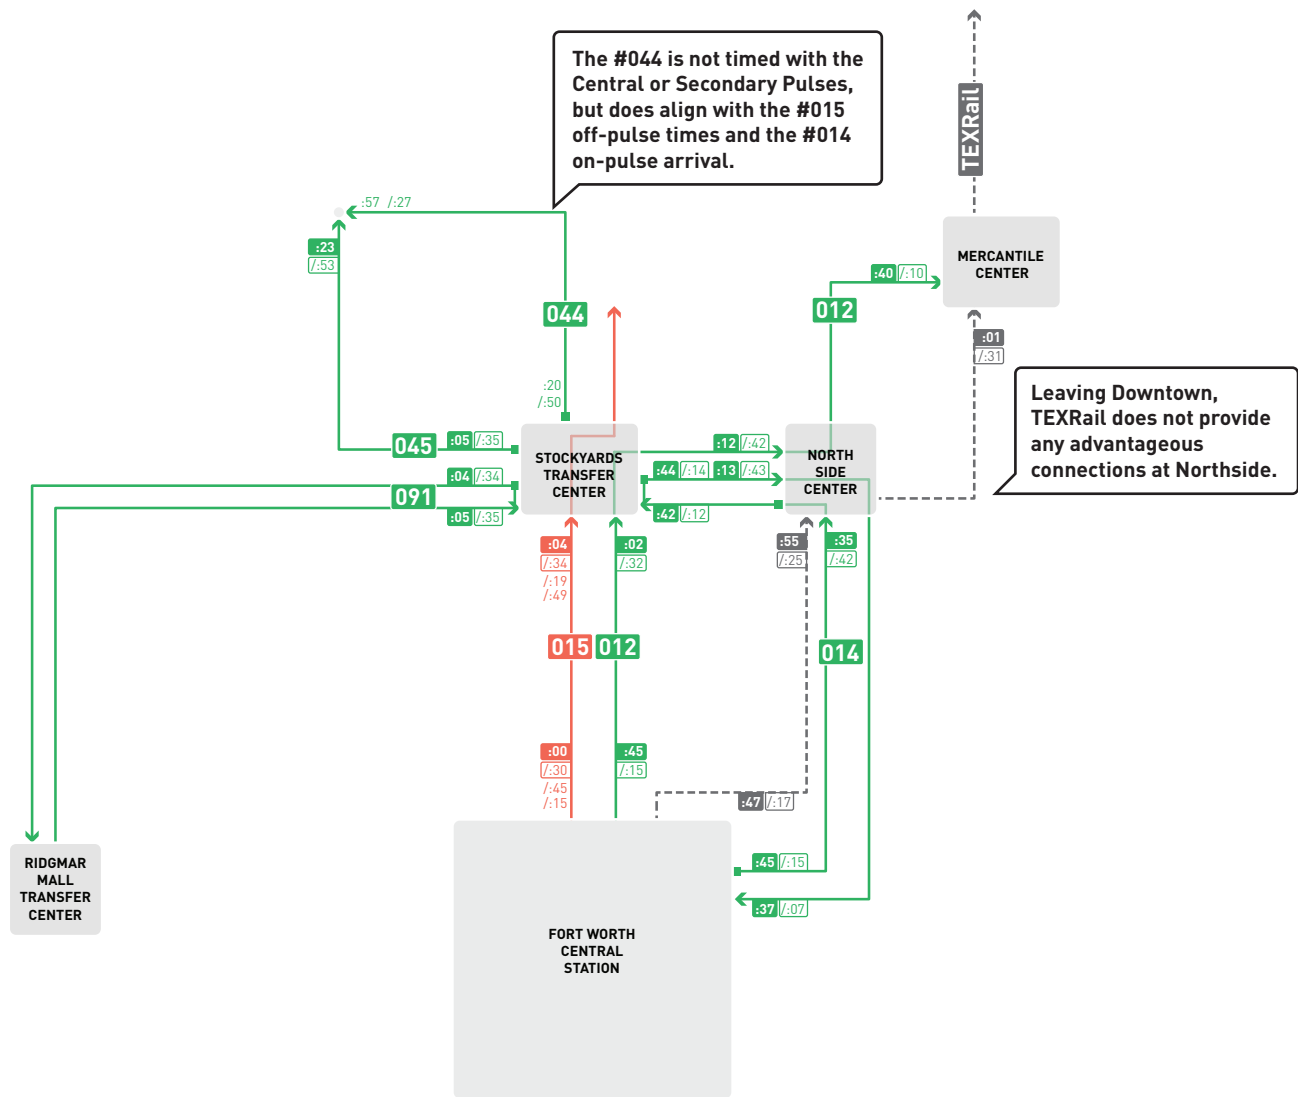 The #044 is not timed with the
Central or Secondary Pulses,
but does align with the #015
off-pulse times and the #014
on-pulse arrival.
TEXRail
:57 /:27
:23
/:53
MERCANTILE
CENTER
:40 /:10
044
012
:01
/:31
Leaving Downtown,
TEXRail does not provide
any advantageous
connections at Northside.
:20
/:50
045
:05 /:35
:12 /:42
STOCKYARDS
TRANSFER
CENTER
NORTH
SIDE
CENTER
:04 /:34
:44 /:14
:13 /:43
091
:05 /:35
:42 /:12
:04
/:34
/:19
/:49
:02
/:32
:55
/:25
:35
/:42
015
012
014
:00
/:30
/:45
/:15
:45
/:15
:47 /:17
:45 /:15
:37 /:07
RIDGMAR
MALL
TRANSFER
CENTER
FORT WORTH
CENTRAL
STATION